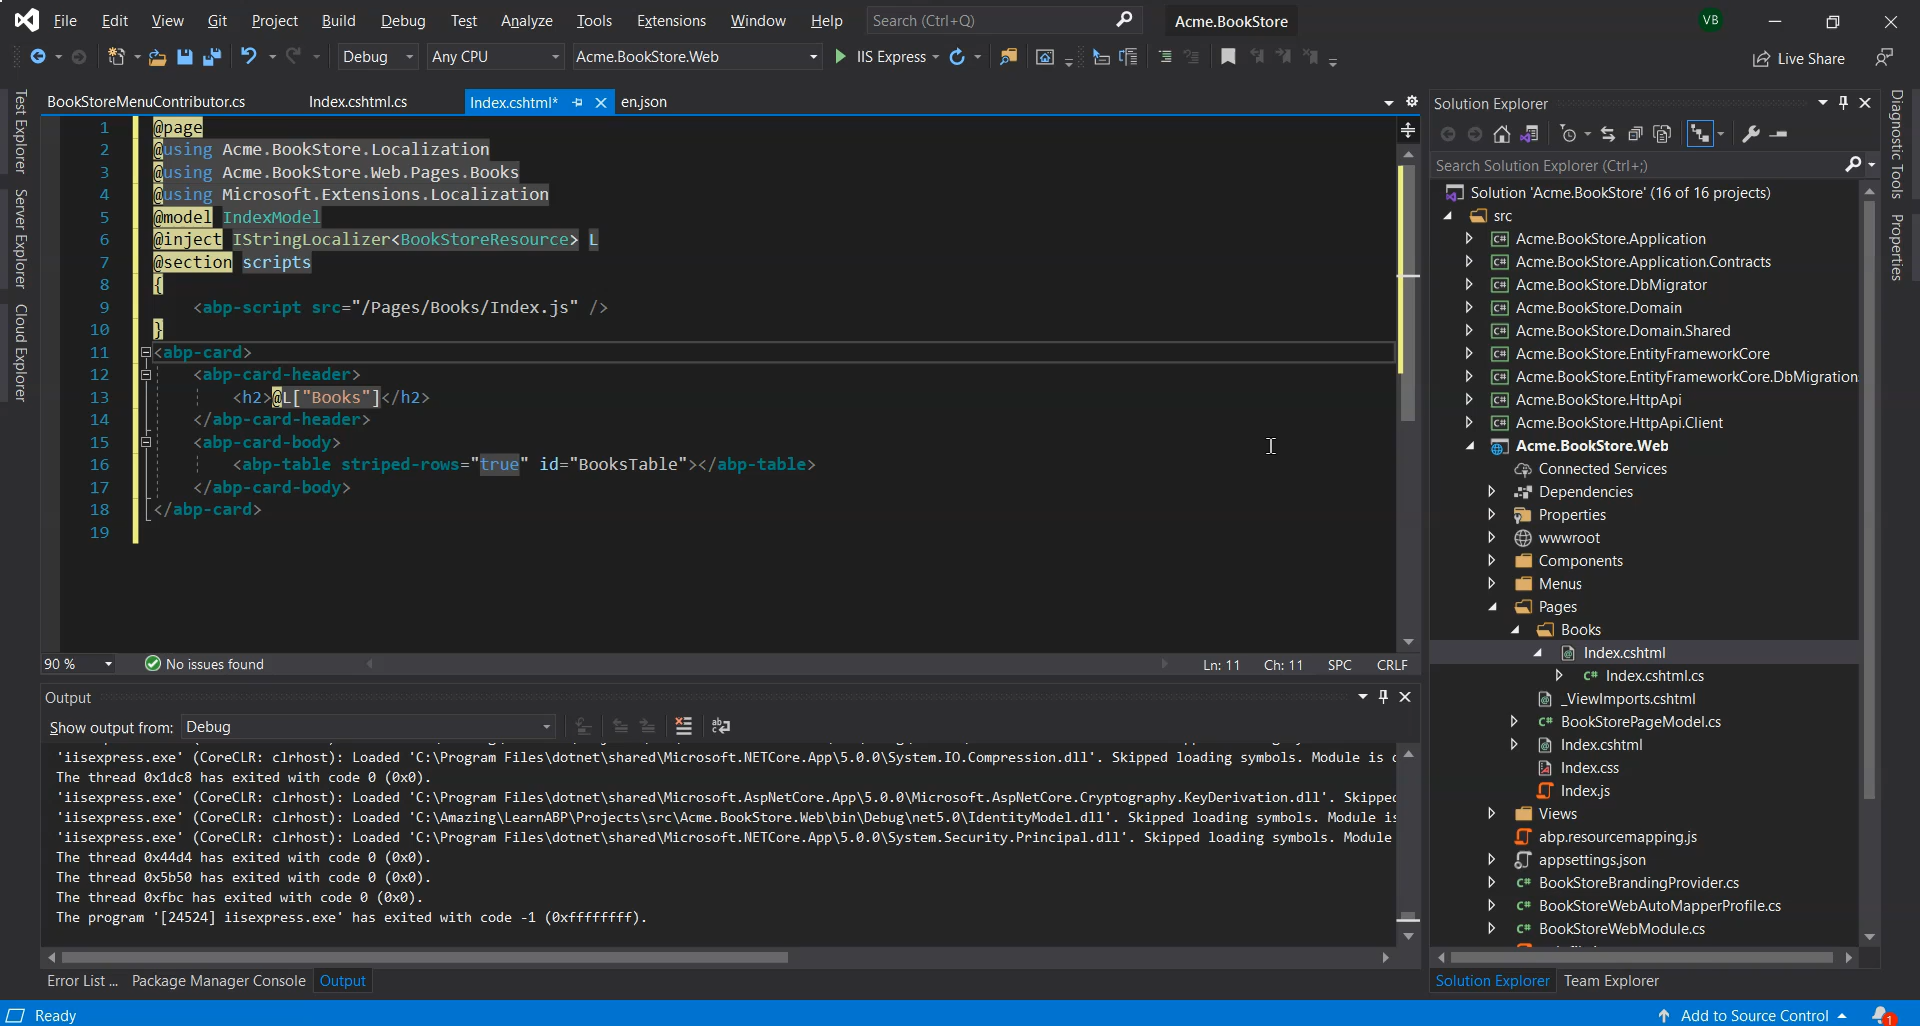 File Edit View Git Project Build Debug Test Analyze Tools Extensions Window Help Search (Ctrl+Q) Acme.BookStore VB
Debug Any CPU Acme.BookStore.Web IIS Express Live Share
Test Explorer
Server Explorer
Cloud Explorer
BookStoreMenuContributor.cs Index.cshtml.cs Index.cshtml* en.json
1 @page
2 @using Acme.BookStore.Localization
3 @using Acme.BookStore.Web.Pages.Books
4 @using Microsoft.Extensions.Localization
5 @model IndexModel
6 @inject IStringLocalizer<BookStoreResource> L
7 @section scripts
8 {
9 <abp-script src="/Pages/Books/Index.js" />
10 }
11 <abp-card>
12 <abp-card-header>
13 <h2>@L["Books"]</h2>
14 </abp-card-header>
15 <abp-card-body>
16 <abp-table striped-rows="true" id="BooksTable"></abp-table>
17 </abp-card-body>
18 </abp-card>
19
90 % No issues found Ln: 11 Ch: 11 SPC CRLF
Output
Show output from: Debug
'iisexpress.exe' (CoreCLR: clrhost): Loaded 'C:\Program Files\dotnet\shared\Microsoft.NETCore.App\5.0.0\System.IO.Compression.dll'. Skipped loading symbols. Module is
The thread 0x1dc8 has exited with code 0 (0x0).
'iisexpress.exe' (CoreCLR: clrhost): Loaded 'C:\Program Files\dotnet\shared\Microsoft.AspNetCore.App\5.0.0\Microsoft.AspNetCore.Cryptography.KeyDerivation.dll'. Skipped
'iisexpress.exe' (CoreCLR: clrhost): Loaded 'C:\Amazing\LearnABP\Projects\src\Acme.BookStore.Web\bin\Debug\net5.0\IdentityModel.dll'. Skipped loading symbols. Module is
'iisexpress.exe' (CoreCLR: clrhost): Loaded 'C:\Program Files\dotnet\shared\Microsoft.NETCore.App\5.0.0\System.Security.Principal.dll'. Skipped loading symbols. Module
The thread 0x44d4 has exited with code 0 (0x0).
The thread 0x5b50 has exited with code 0 (0x0).
The thread 0xfbc has exited with code 0 (0x0).
The program '[24524] iisexpress.exe' has exited with code -1 (0xffffffff).
Error List ... Package Manager Console Output
Solution Explorer
Search Solution Explorer (Ctrl+;)
Solution 'Acme.BookStore' (16 of 16 projects)
src
C# Acme.BookStore.Application
C# Acme.BookStore.Application.Contracts
C# Acme.BookStore.DbMigrator
C# Acme.BookStore.Domain
C# Acme.BookStore.Domain.Shared
C# Acme.BookStore.EntityFrameworkCore
C# Acme.BookStore.EntityFrameworkCore.DbMigration
C# Acme.BookStore.HttpApi
C# Acme.BookStore.HttpApi.Client
Acme.BookStore.Web
Connected Services
Dependencies
Properties
wwwroot
Components
Menus
Pages
Books
Index.cshtml
C# Index.cshtml.cs
_ViewImports.cshtml
C# BookStorePageModel.cs
Index.cshtml
Index.css
Index.js
Views
abp.resourcemapping.js
appsettings.json
C# BookStoreBrandingProvider.cs
C# BookStoreWebAutoMapperProfile.cs
C# BookStoreWebModule.cs
Solution Explorer Team Explorer
Diagnostic Tools
Properties
Ready Add to Source Control 1